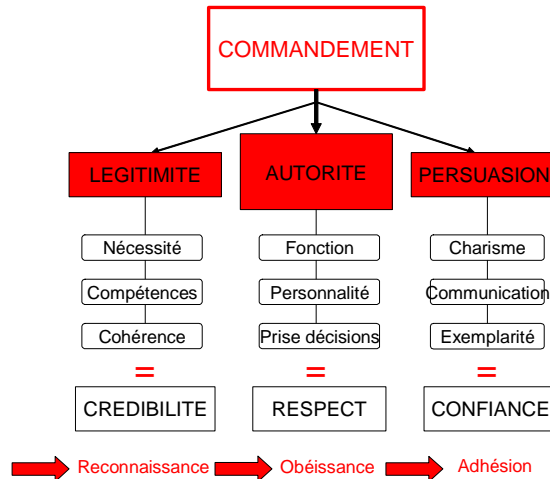 COMMANDEMENT
LEGITIMITE AUTORITE PERSUASION
Nécessité Fonction Charisme
Compétences Personnalité Communication
Cohérence Prise décisions Exemplarité
= = =
CREDIBILITE RESPECT CONFIANCE
Reconnaissance Obéissance Adhésion